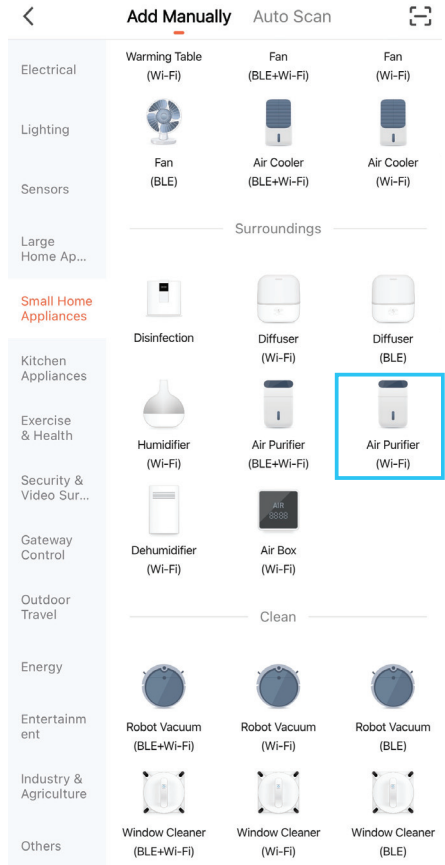 Add Manually Auto Scan
Electrical
Lighting
Sensors
Large
Home Ap...
Small Home
Appliances
Kitchen
Appliances
Exercise
& Health
Security &
Video Sur...
Gateway
Control
Outdoor
Travel
Energy
Entertainm
ent
Industry &
Agriculture
Others
Warming Table Fan Fan
(Wi-Fi) (BLE+Wi-Fi) (Wi-Fi)
Fan Air Cooler Air Cooler
(BLE) (BLE+Wi-Fi) (Wi-Fi)
Surroundings
Disinfection Diffuser Diffuser
(Wi-Fi) (BLE)
Humidifier Air Purifier Air Purifier
(Wi-Fi) (BLE+Wi-Fi) (Wi-Fi)
AIR
8888
Dehumidifier Air Box
(Wi-Fi) (Wi-Fi)
Clean
Robot Vacuum Robot Vacuum Robot Vacuum
(BLE+Wi-Fi) (Wi-Fi) (BLE)
Window Cleaner Window Cleaner Window Cleaner
(BLE+Wi-Fi) (Wi-Fi) (BLE)